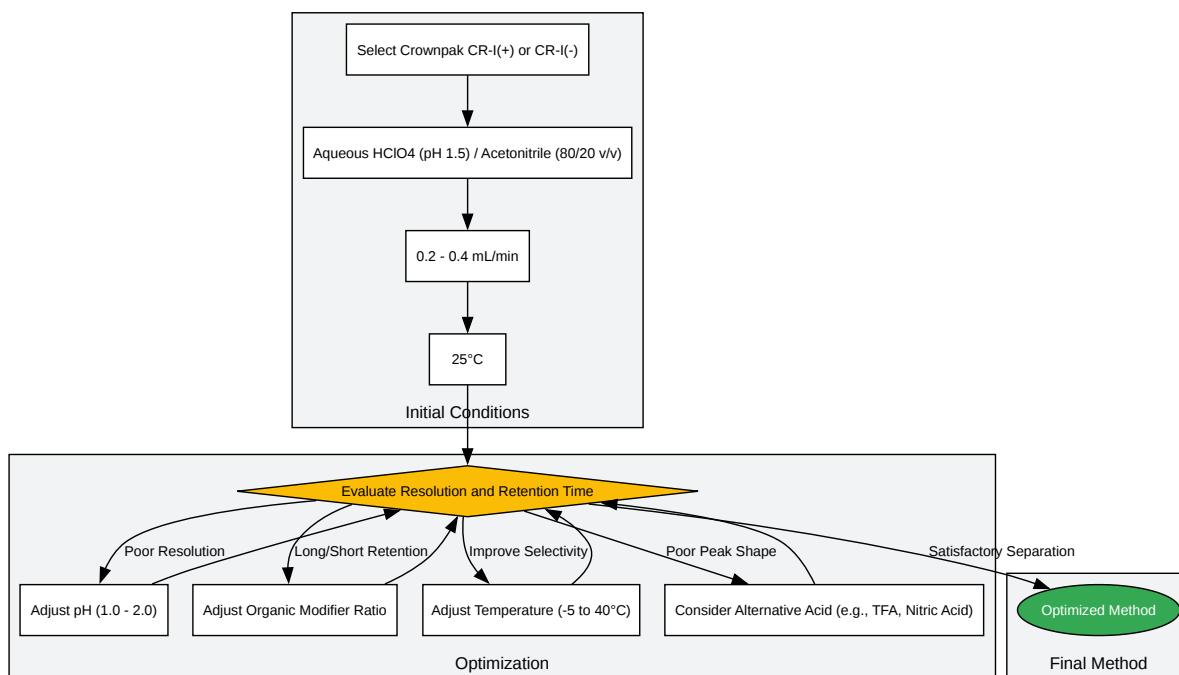 Select Crownpak CR-I(+) or CR-I(-)
Aqueous HClO4 (pH 1.5) / Acetonitrile (80/20 v/v)
0.2 - 0.4 mL/min
25°C
Initial Conditions
Evaluate Resolution and Retention Time
Poor Resolution
Long/Short Retention
Improve Selectivity
Poor Peak Shape
Satisfactory Separation
Adjust pH (1.0 - 2.0)
Adjust Organic Modifier Ratio
Adjust Temperature (-5 to 40°C)
Consider Alternative Acid (e.g., TFA, Nitric Acid)
Optimized Method
Optimization
Final Method